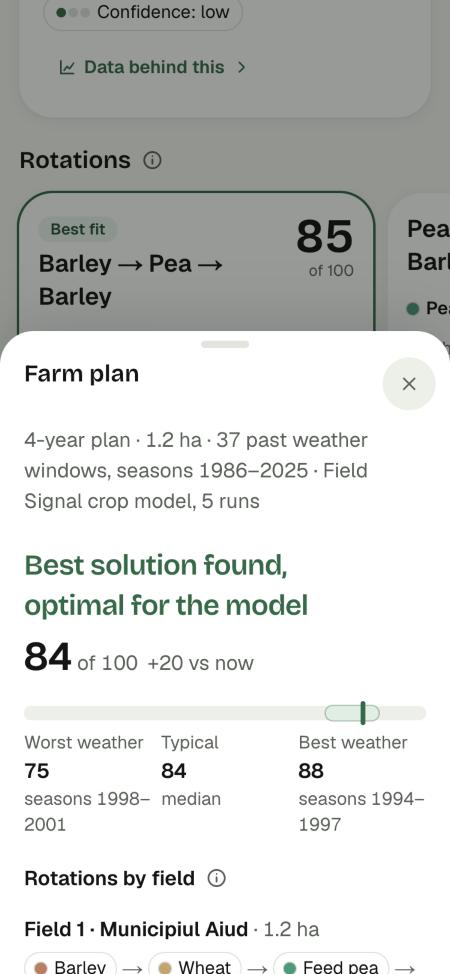 Confidence: low
Data behind this
Rotations
Best fit
85
Barley → Pea →
of 100
Barley
Pea
Barl
Pe
Farm plan
4-year plan · 1.2 ha · 37 past weather
windows, seasons 1986–2025 · Field
Signal crop model, 5 runs
Best solution found,
optimal for the model
84 of 100 +20 vs now
Worst weather Typical Best weather
75 84 88
seasons 1998– median seasons 1994–
2001 1997
Rotations by field
Field 1 · Municipiul Aiud · 1.2 ha
Barley → Wheat → Feed pea →